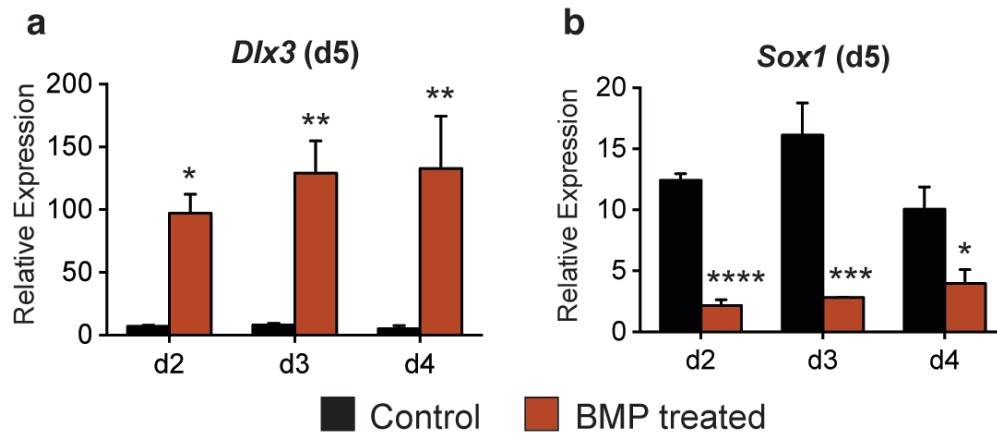 a
Dlx3 (d5)
Relative Expression
200
150
100
50
0
*
**
**
d2
d3
d4
b
Sox1 (d5)
Relative Expression
20
15
10
5
0
****
***
*
d2
d3
d4
Control
BMP treated